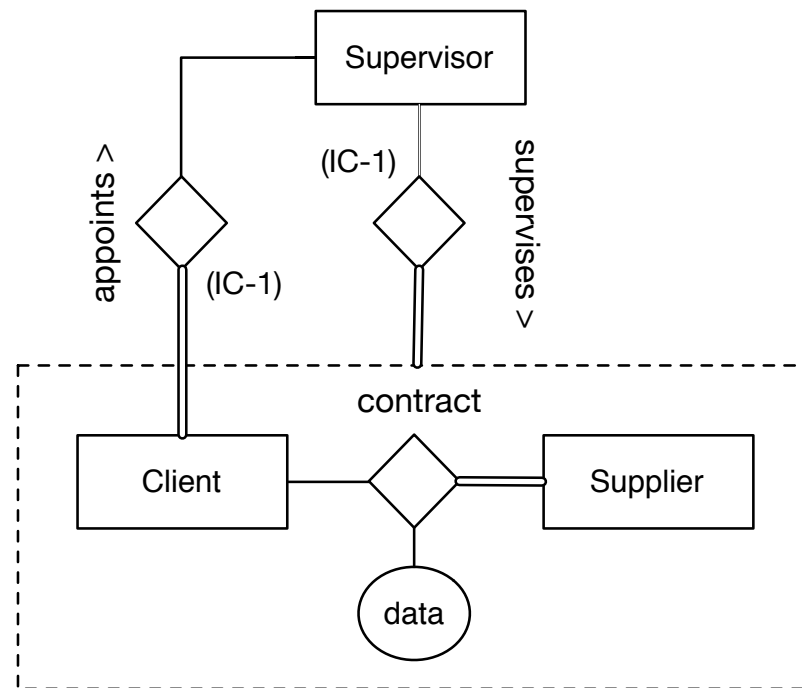 Supervisor
appoints >
(IC-1)
supervises >
(IC-1)
contract
Client
Supplier
data